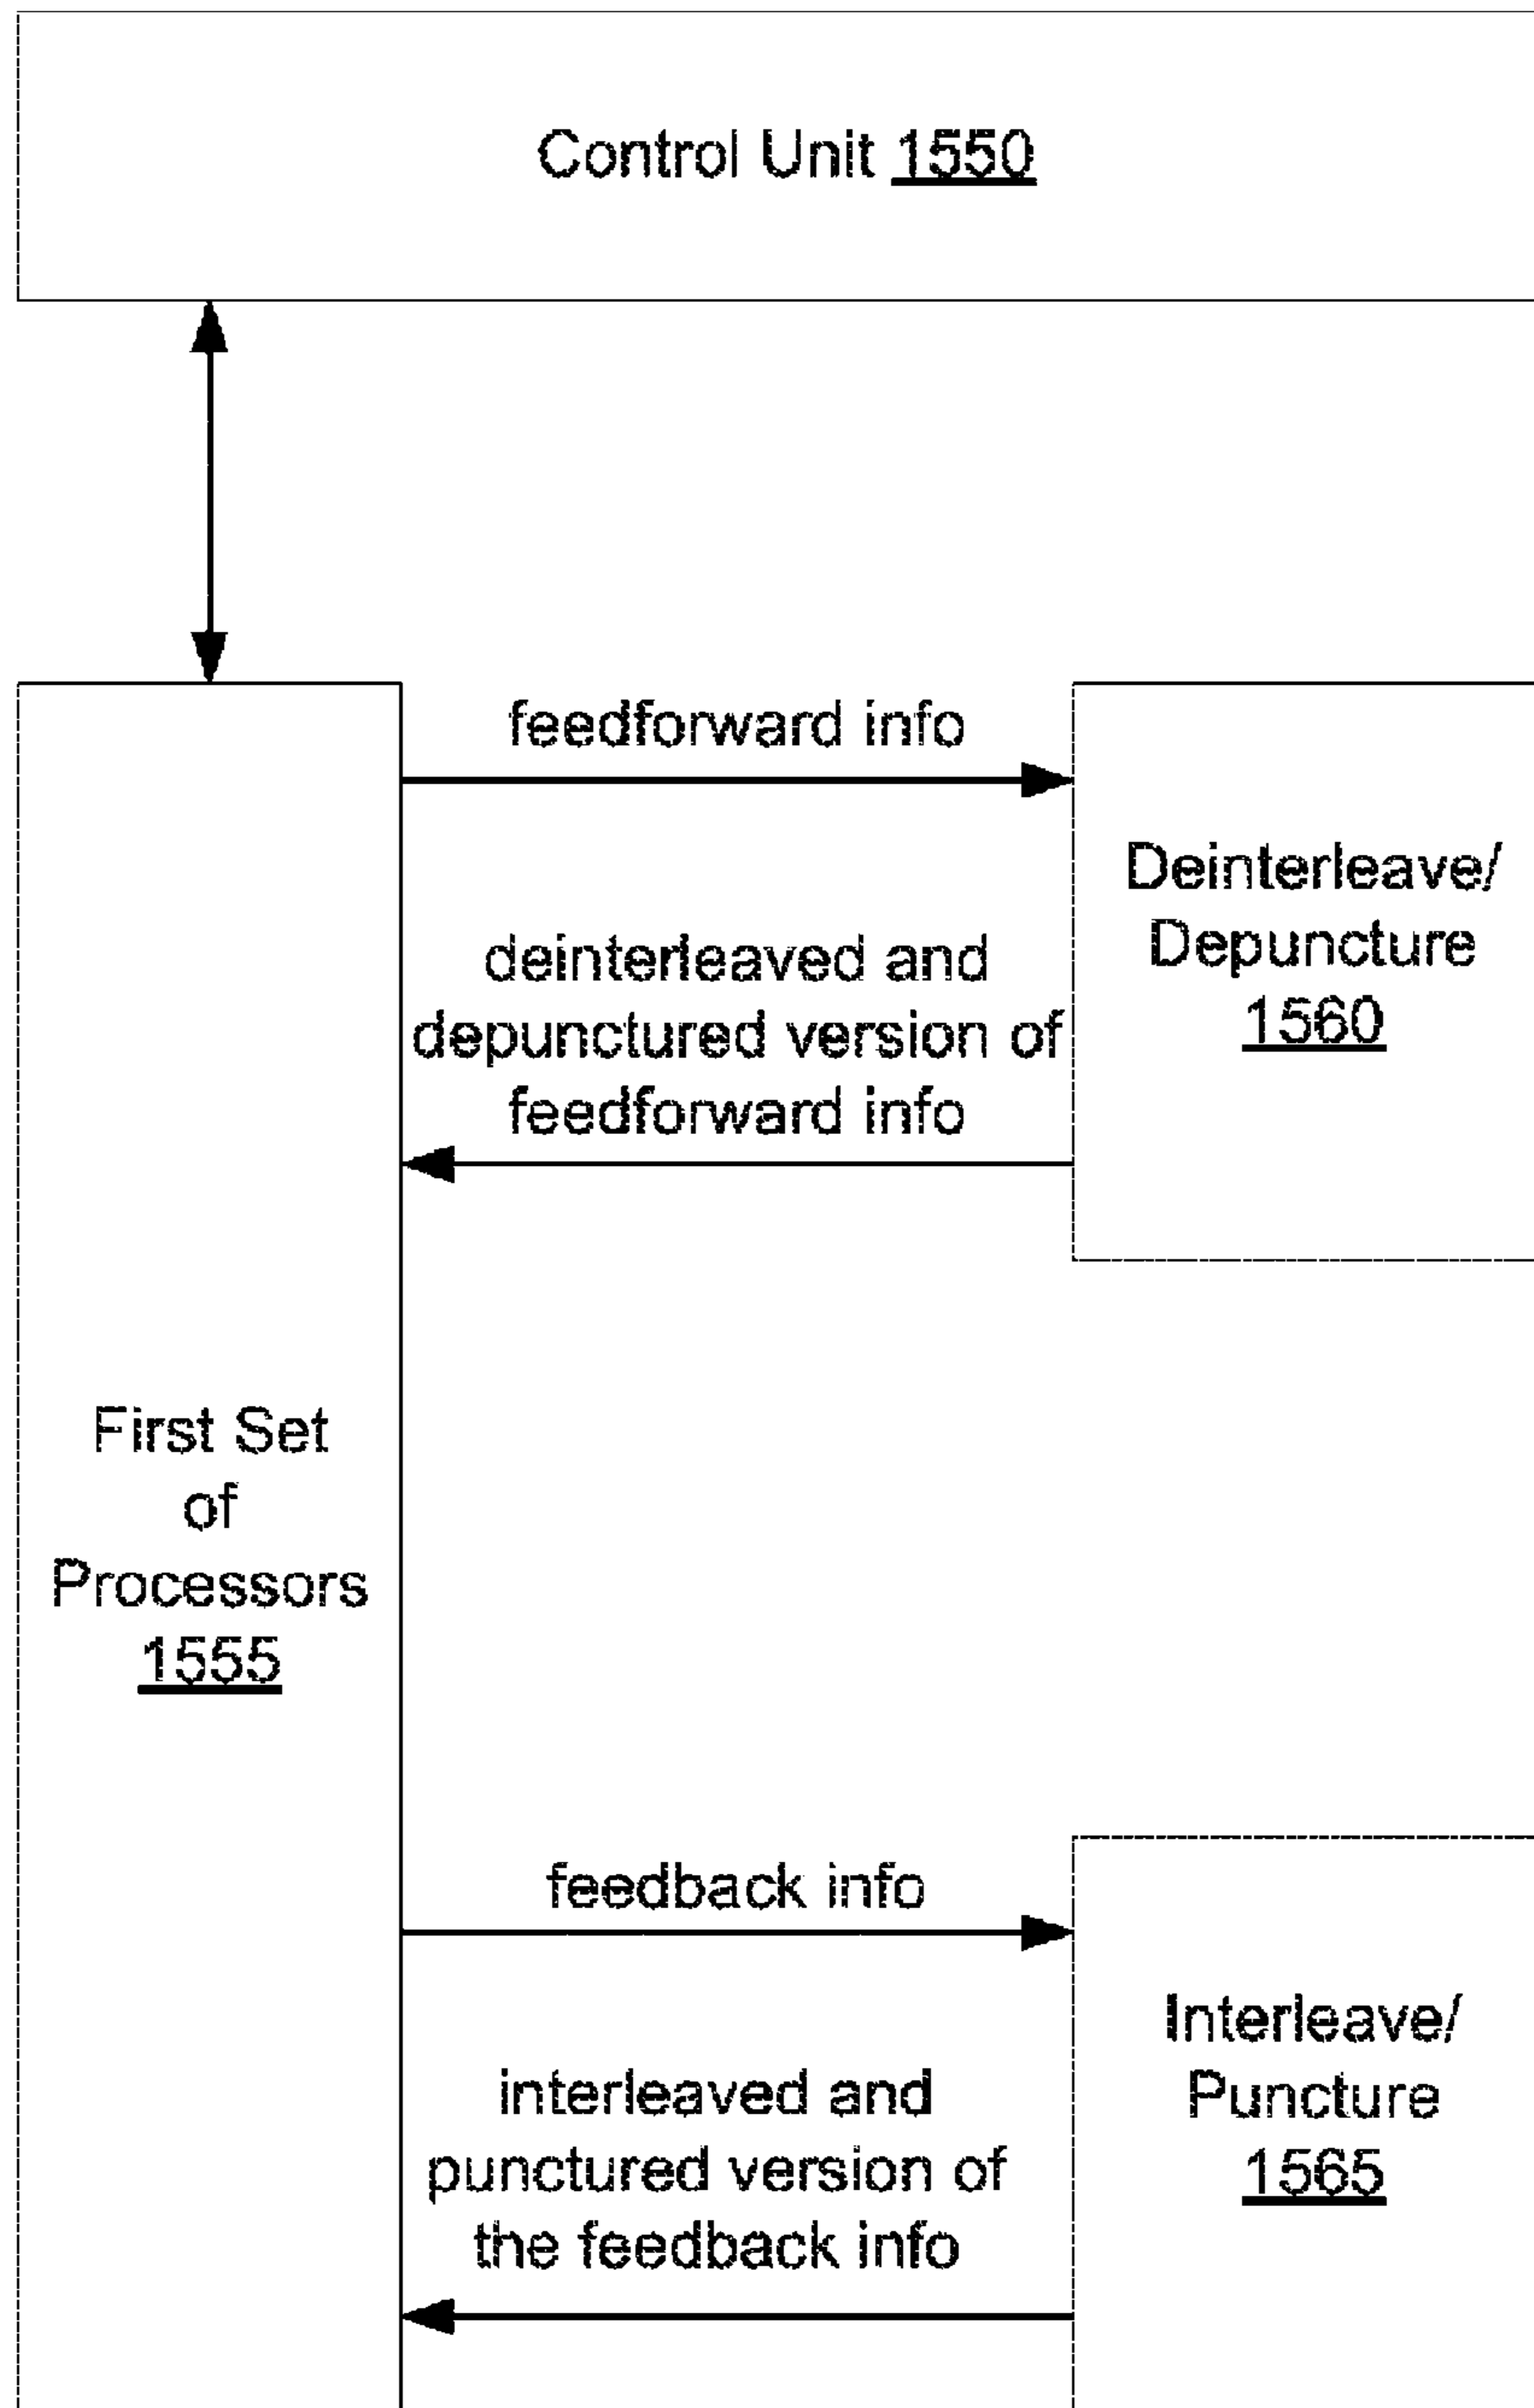 Control Unit 1550
feedforward info
Deinterleave/
Depuncture
1560
deinterleaved and
depunctured version of
feedforward info
First Set
of
Processors
1555
feedback info
Interleave/
Puncture
1565
interleaved and
punctured version of
the feedback info